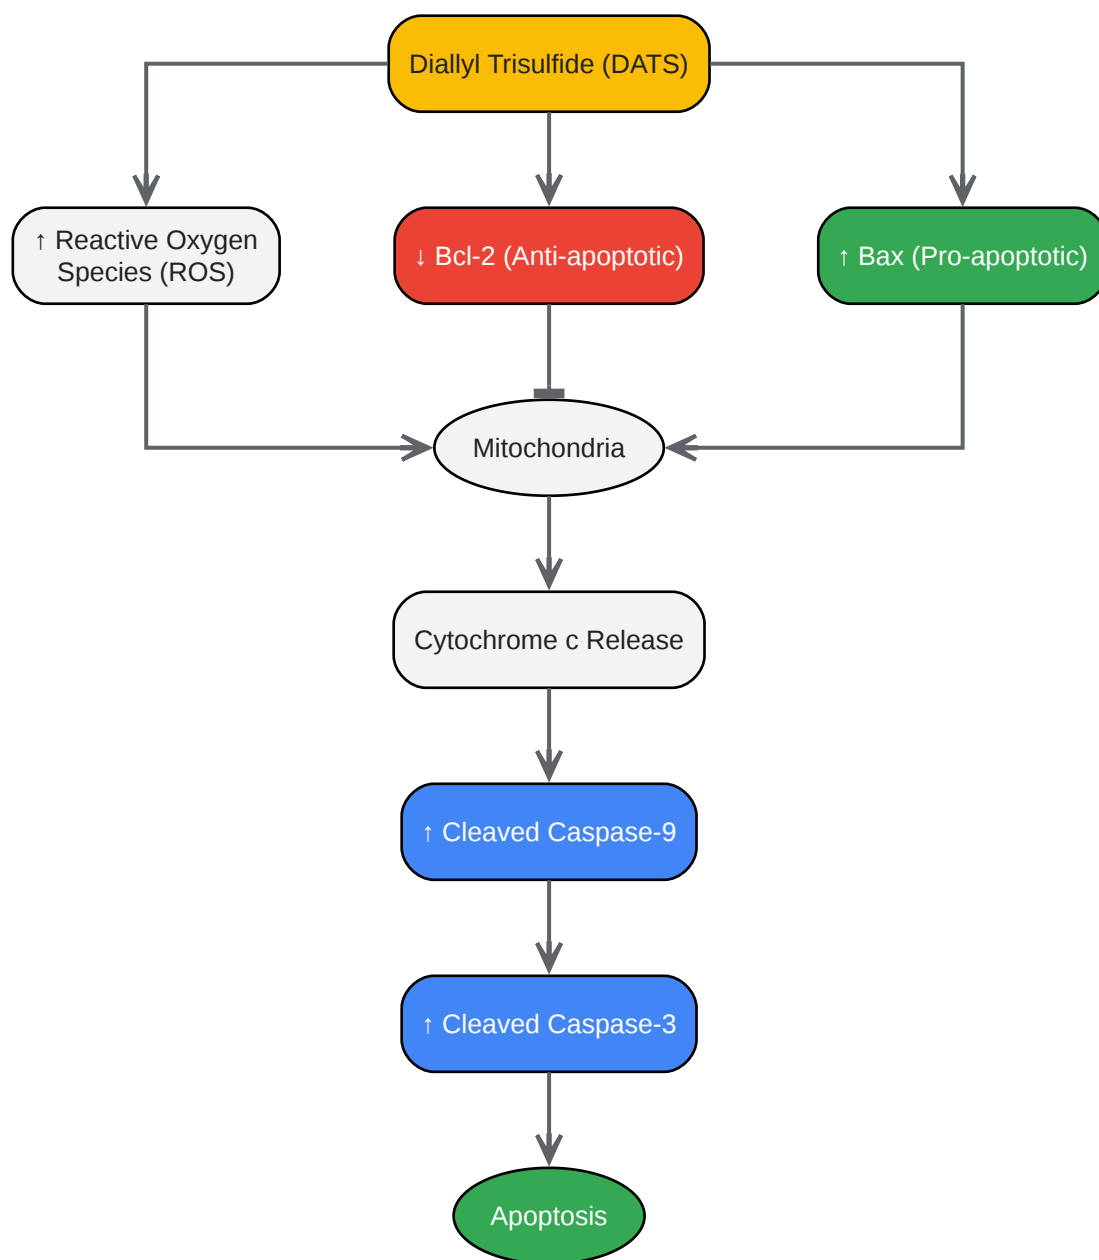 Diallyl Trisulfide (DATS)
↑ Reactive Oxygen
Species (ROS)
↓ Bcl-2 (Anti-apoptotic)
↑ Bax (Pro-apoptotic)
Mitochondria
Cytochrome c Release
↑ Cleaved Caspase-9
↑ Cleaved Caspase-3
Apoptosis